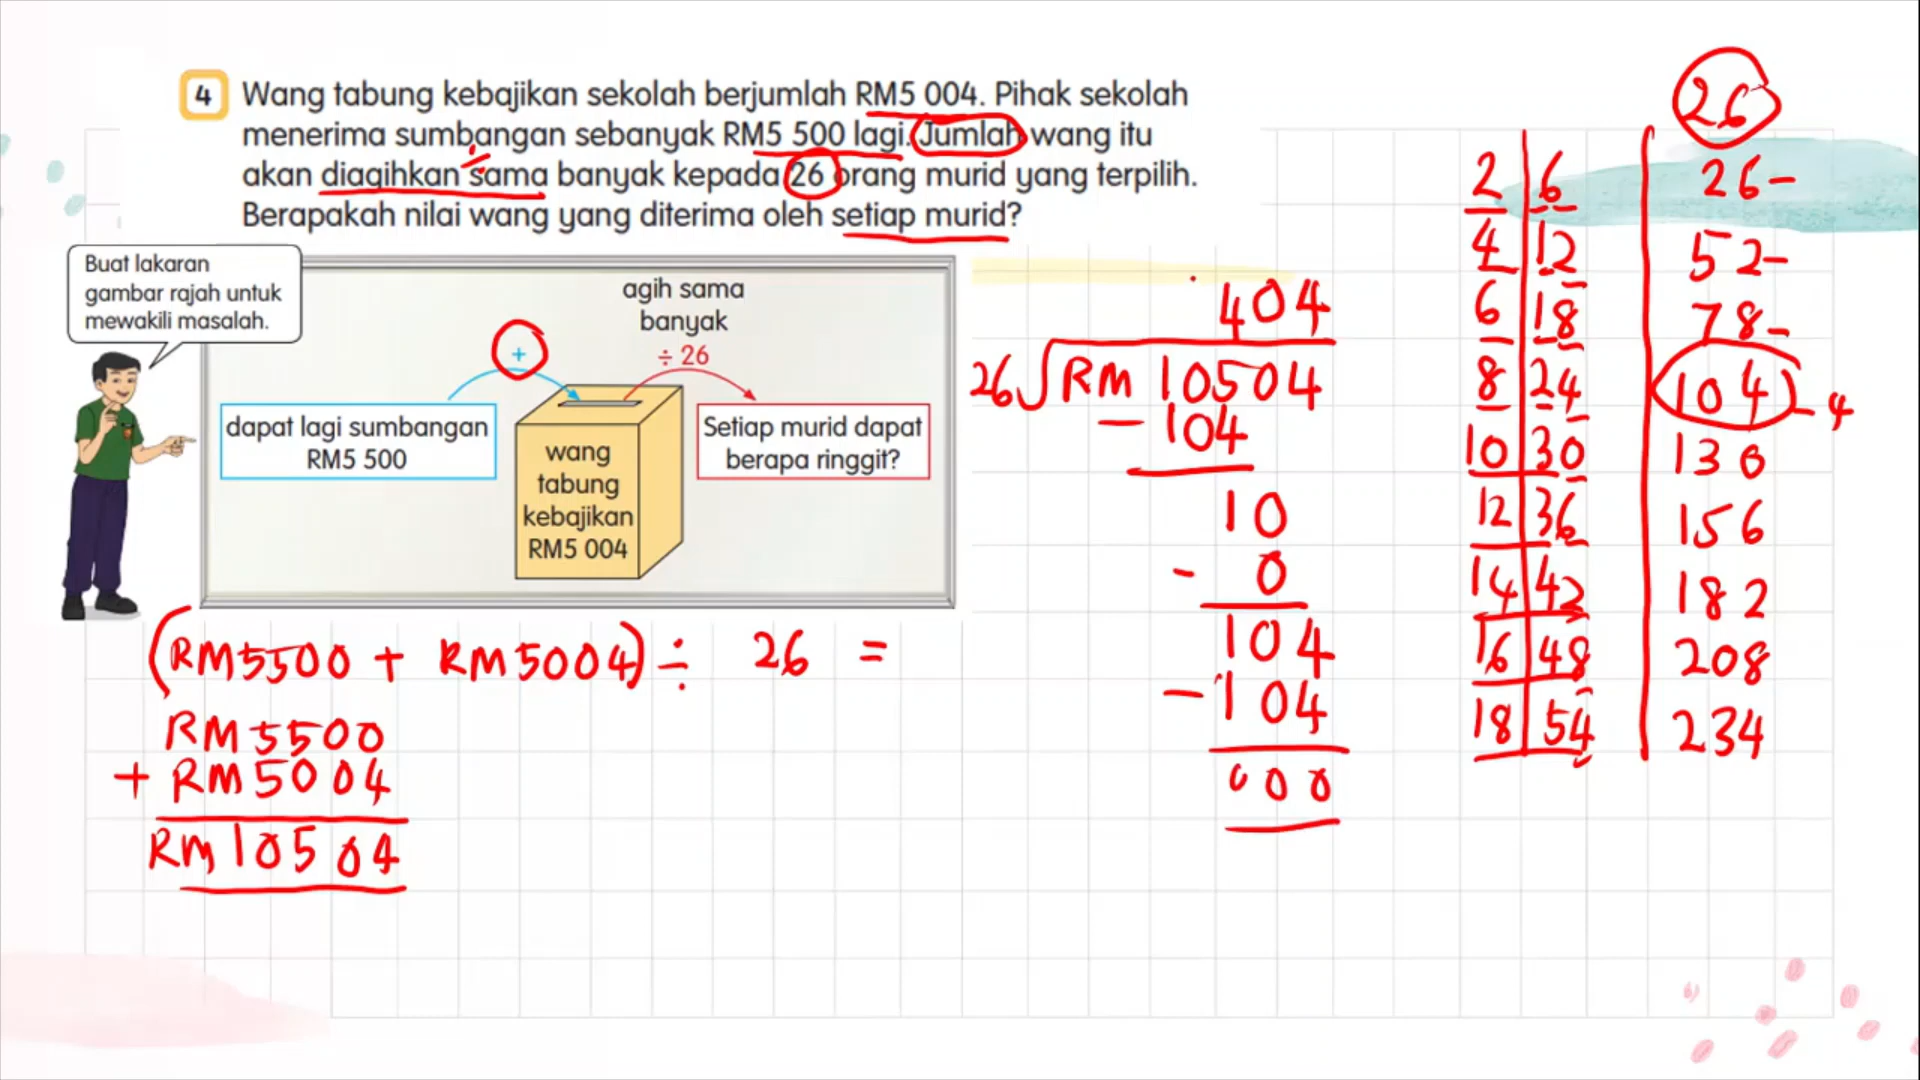 4 Wang tabung kebajikan sekolah berjumlah RM5 004. Pihak sekolah
menerima sumbangan sebanyak RM5 500 lagi. Jumlah wang itu
÷
akan diagihkan sama banyak kepada 26 orang murid yang terpilih.
Berapakah nilai wang yang diterima oleh setiap murid?
Buat lakaran
gambar rajah untuk
mewakili masalah.
+
agih sama
banyak
÷ 26
dapat lagi sumbangan
RM5 500
wang
tabung
kebajikan
RM5 004
Setiap murid dapat
berapa ringgit?
(RM5500 + RM5004) ÷ 26 =
RM5500
+ RM5004
RM10504
404
26 RM 10504
- 104
10
- 0
104
- 104
000
2 6
4 12
6 18
8 24
10 30
12 36
14 42
16 48
18 54
26
26-
52-
78-
104 - 4
130
156
182
208
234